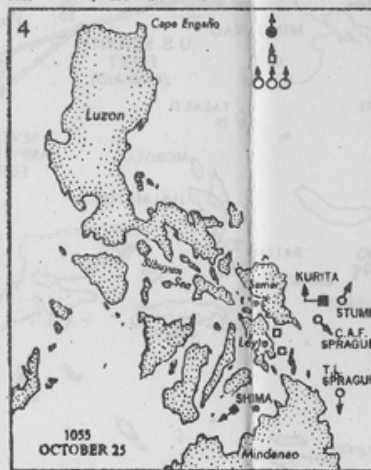 4
Cape Engaño
Luzon
Sibuyan
Sea
Samar
KURITA
STUMP
C.A.F.
SPRAGUE
Leyte
T.L.
SPRAGUE
SHIMA
1055
OCTOBER 25
Mindanao